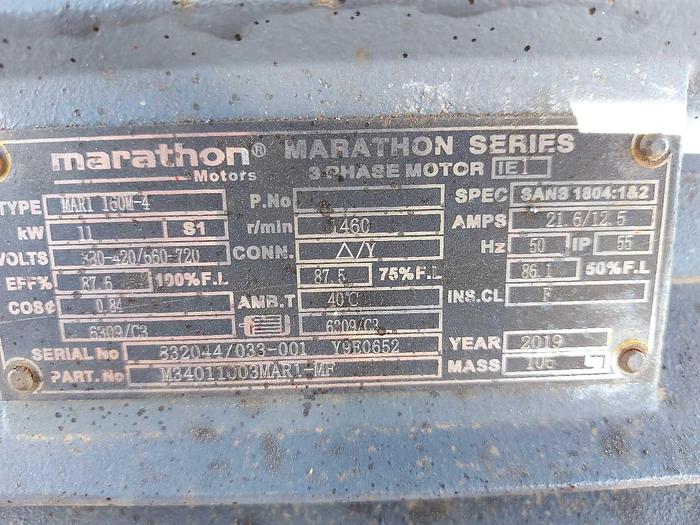 marathon® MARATHON SERIES
Motors 3-PHASE MOTOR IE1
TYPE MAR1 160M-4 P.No SPEC SANS 1804:1&2
kW 11 S1 r/min 1460 AMPS 21.6/12.5
VOLTS 380-420/660-720 CONN. △/Y Hz 50 IP 55
EFF% 87.6 100%F.L 87.5 75%F.L 86.1 50%F.L
COSϕ 0.84 AMB.T 40℃ INS.CL F
6309/C3 6309/C3
SERIAL No 832044/033-001 Y9E0652 YEAR 2019
PART. No M34011003MAR1-MF MASS 106